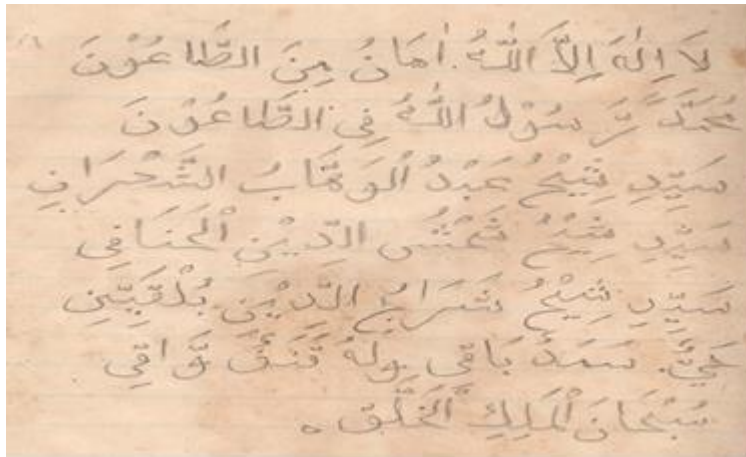 لَا اِلٰهَ اِلَّا اللّٰهُ. اٰهَانُ مِنَ الطَّاعُوْنَ
مُحَمَّدٌ رَّسُوْلُ اللّٰهُ فِى الطَّاعُوْنَ
سَيِّدِ شِيْخُ عَبْدُ الْوَهَّابُ الشَّعْرَانِ
سَيِّدِ شِيْخُ شَمْسُ الدِّيْنِ الْحَنَافِى
سَيِّدِ شِيْخُ سَرَاجُ الدِّيْنِ بُلْقِيْنِ
حَيٌّ. سَمَدٌ بَاقِى وَلَهُ
سُبْحَانَ الْمَلِكِ الْخَلَّقِ.